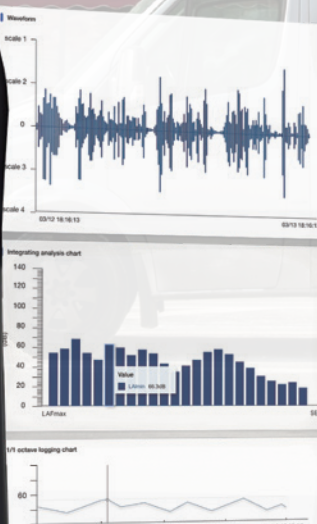 Waveform
scale 1
scale 2
0
scale 3
scale 4
03/12 16:16:13
Integrating analysis chart
140
120
100
80
60
40
20
0
Value
LAFmax
1/1 octave logging chart
60